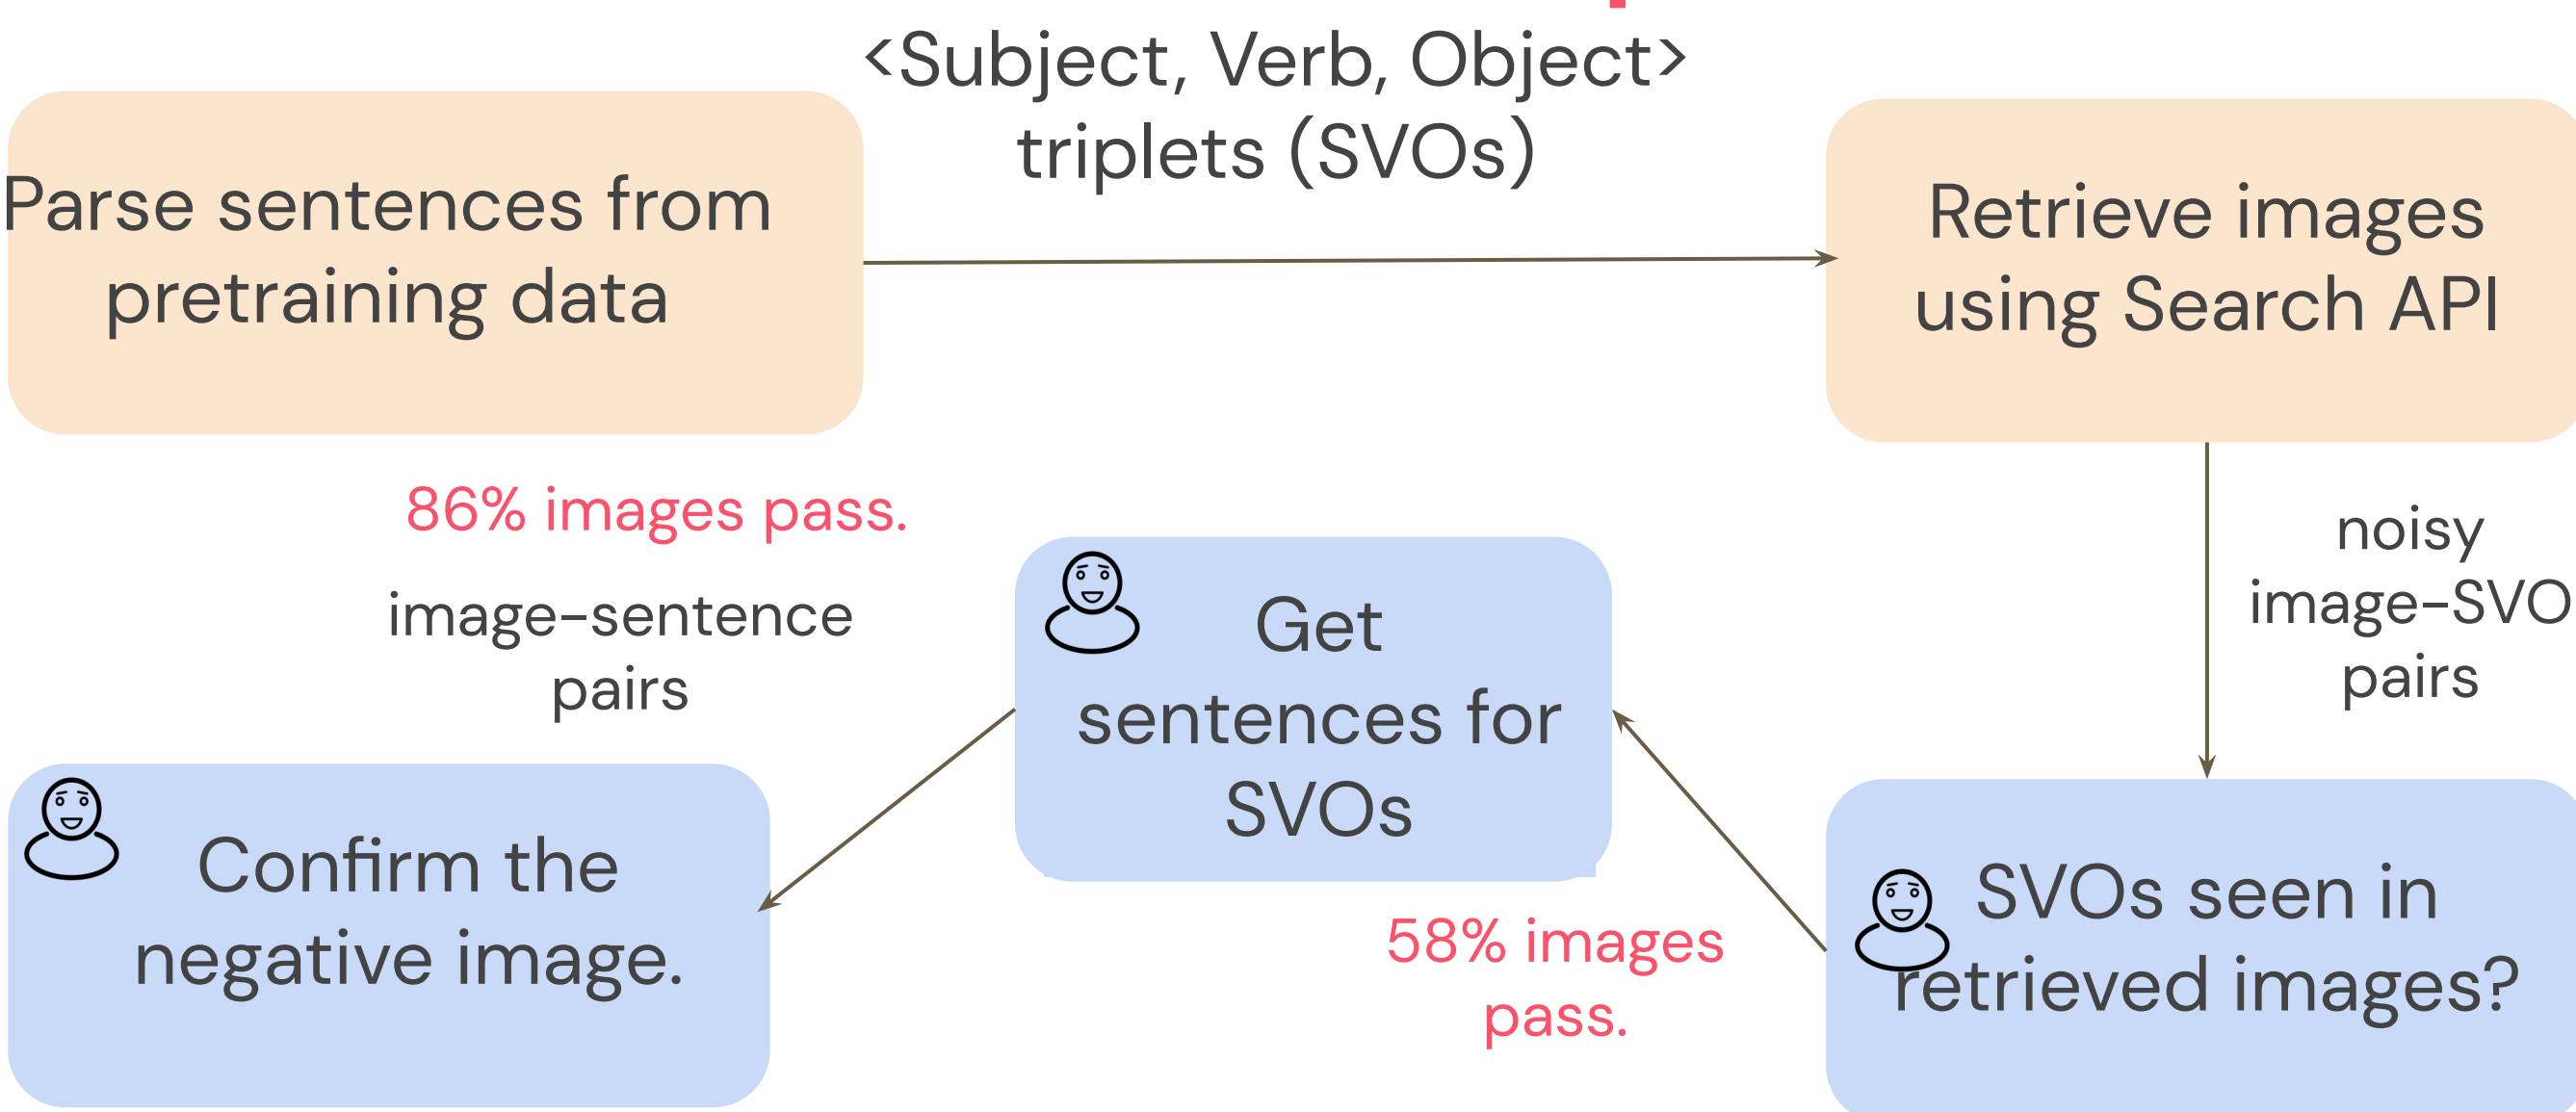 <Subject, Verb, Object>
triplets (SVOs)
Parse sentences from
pretraining data
Retrieve images
using Search API
noisy
image-SVO
pairs
SVOs seen in
retrieved images?
58% images
pass.
Get
sentences for
SVOs
86% images pass.
image-sentence
pairs
Confirm the
negative image.